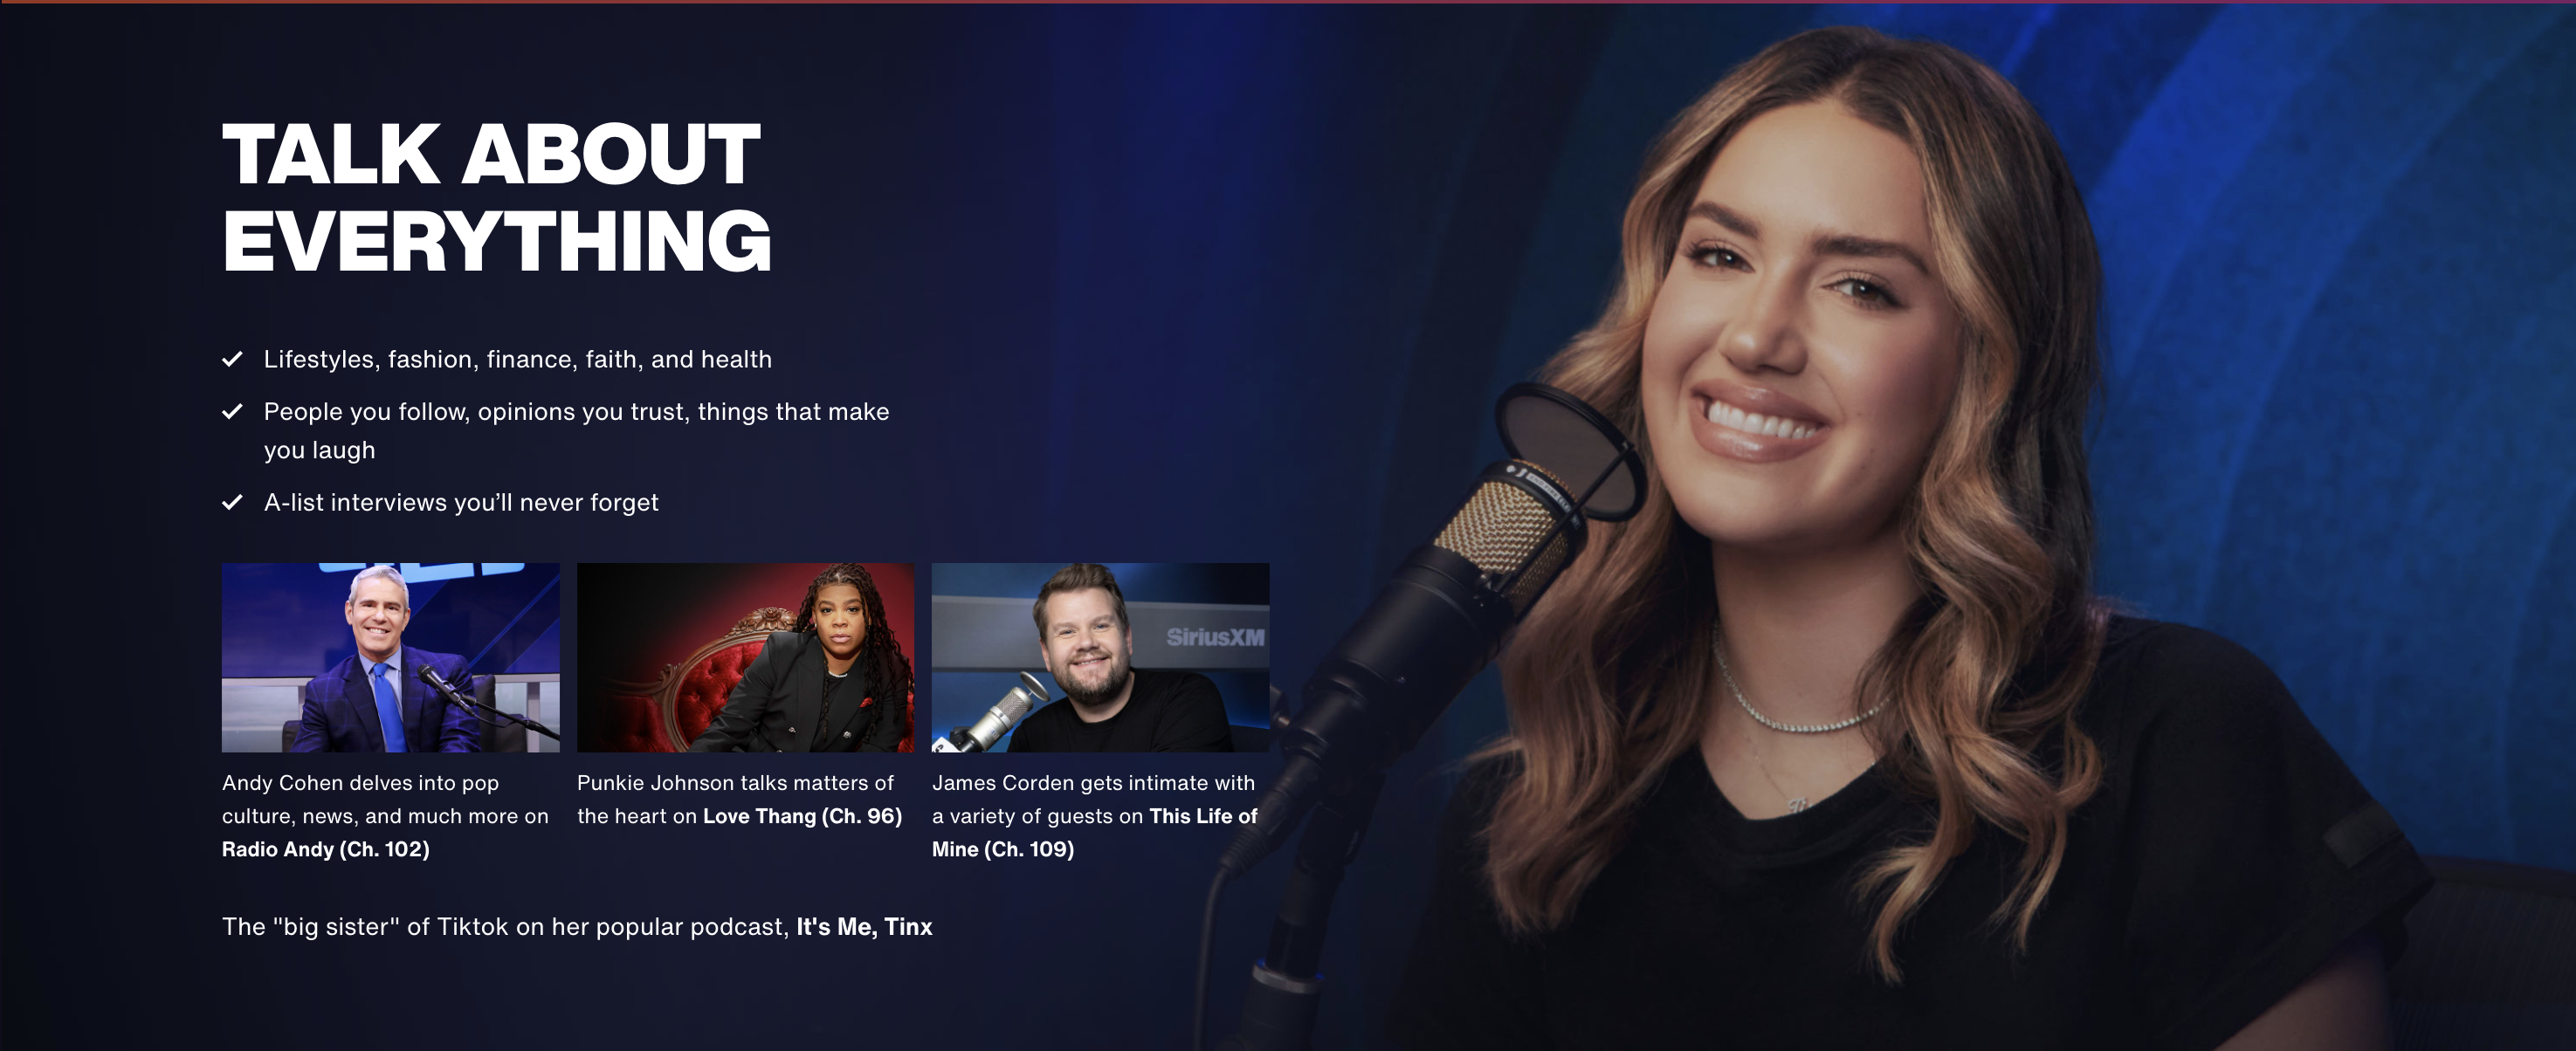 TALK ABOUT
EVERYTHING
Lifestyles, fashion, finance, faith, and health
People you follow, opinions you trust, things that make
you laugh
A-list interviews you’ll never forget
SiriusXM
Andy Cohen delves into pop
culture, news, and much more on
Radio Andy (Ch. 102)
Punkie Johnson talks matters of
the heart on Love Thang (Ch. 96)
James Corden gets intimate with
a variety of guests on This Life of
Mine (Ch. 109)
The "big sister" of Tiktok on her popular podcast, It's Me, Tinx